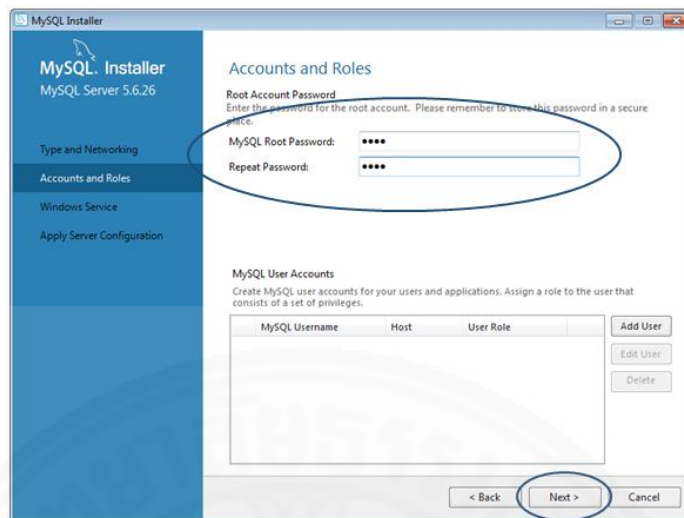 MySQL Installer
MySQL. Installer
MySQL Server 5.6.26
Type and Networking
Accounts and Roles
Windows Service
Apply Server Configuration
Accounts and Roles
Root Account Password
Enter the password for the root account. Please remember to store this password in a secure
place.
MySQL Root Password: ●●●●
Repeat Password: ●●●●
MySQL User Accounts
Create MySQL user accounts for your users and applications. Assign a role to the user that
consists of a set of privileges.
MySQL Username Host User Role
Add User
Edit User
Delete
< Back Next > Cancel